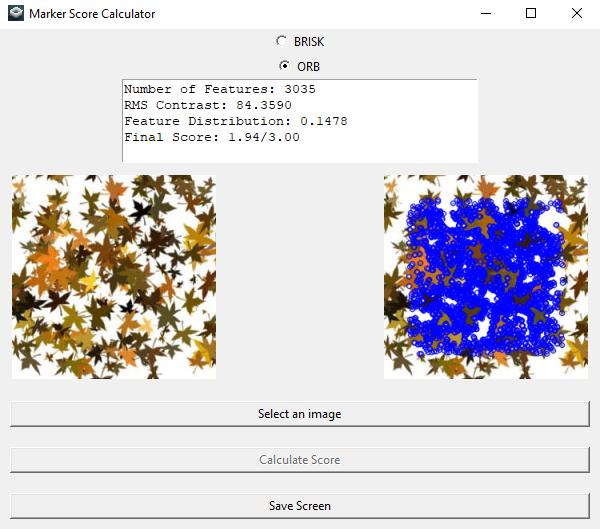 Marker Score Calculator
BRISK
ORB
Number of Features: 3035
RMS Contrast: 84.3590
Feature Distribution: 0.1478
Final Score: 1.94/3.00
Select an image
Calculate Score
Save Screen